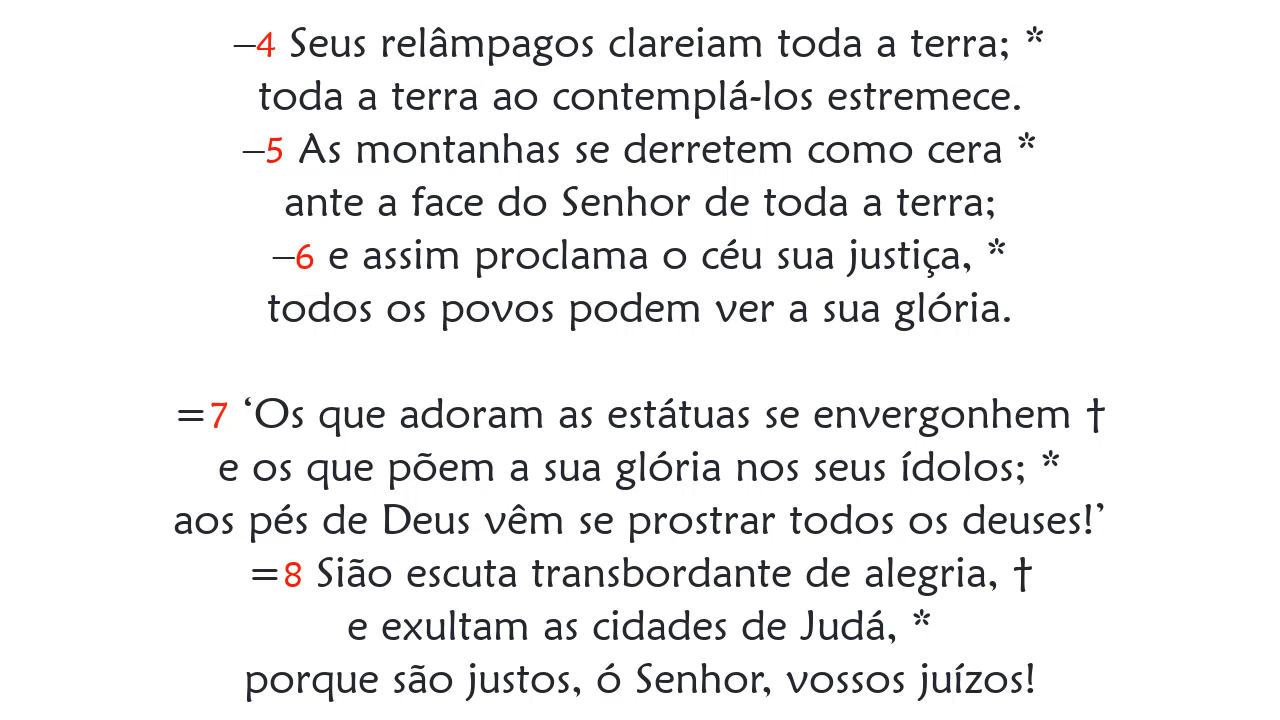 –4 Seus relâmpagos clareiam toda a terra; *
toda a terra ao contemplá-los estremece.
–5 As montanhas se derretem como cera *
ante a face do Senhor de toda a terra;
–6 e assim proclama o céu sua justiça, *
todos os povos podem ver a sua glória.
=7 ‘Os que adoram as estátuas se envergonhem †
e os que põem a sua glória nos seus ídolos; *
aos pés de Deus vêm se prostrar todos os deuses!’
=8 Sião escuta transbordante de alegria, †
e exultam as cidades de Judá, *
porque são justos, ó Senhor, vossos juízos!